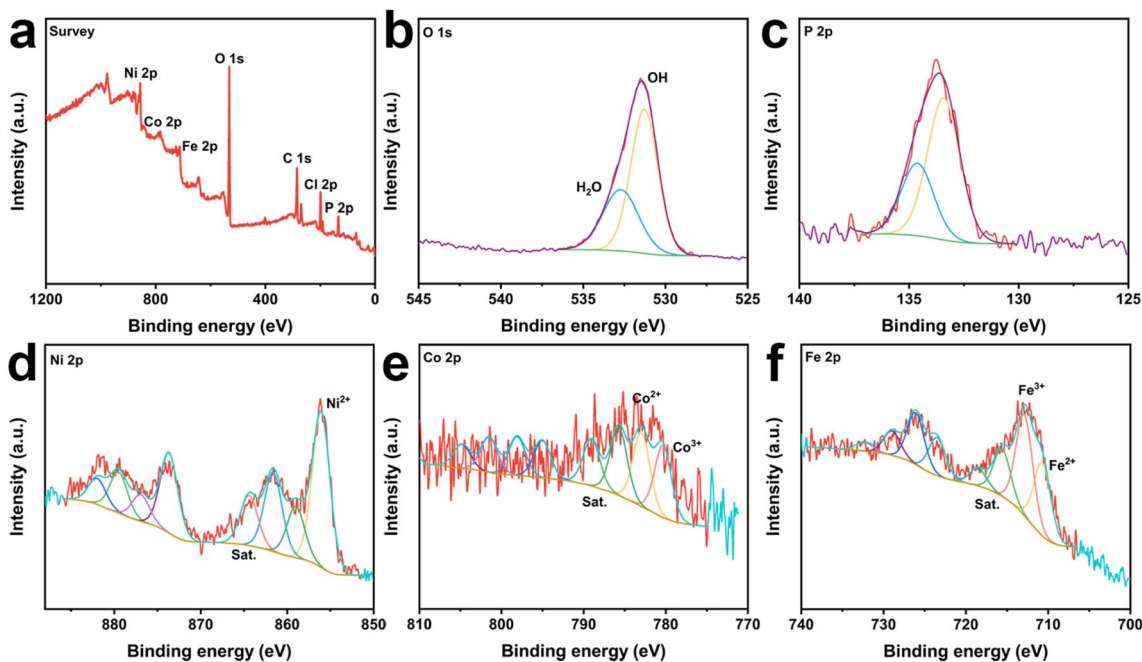 a
Survey
Ni 2p
Co 2p
Fe 2p
O 1s
C 1s
Cl 2p
P 2p
Intensity (a.u.)
1200
800
400
0
Binding energy (eV)
b
O 1s
OH
H₂O
Intensity (a.u.)
545
540
535
530
525
Binding energy (eV)
c
P 2p
Intensity (a.u.)
140
135
130
125
Binding energy (eV)
d
Ni 2p
Ni²⁺
Sat.
Intensity (a.u.)
880
870
860
850
Binding energy (eV)
e
Co 2p
Co²⁺
Co³⁺
Sat.
Intensity (a.u.)
810
800
790
780
770
Binding energy (eV)
f
Fe 2p
Fe³⁺
Fe²⁺
Sat.
Intensity (a.u.)
740
730
720
710
700
Binding energy (eV)